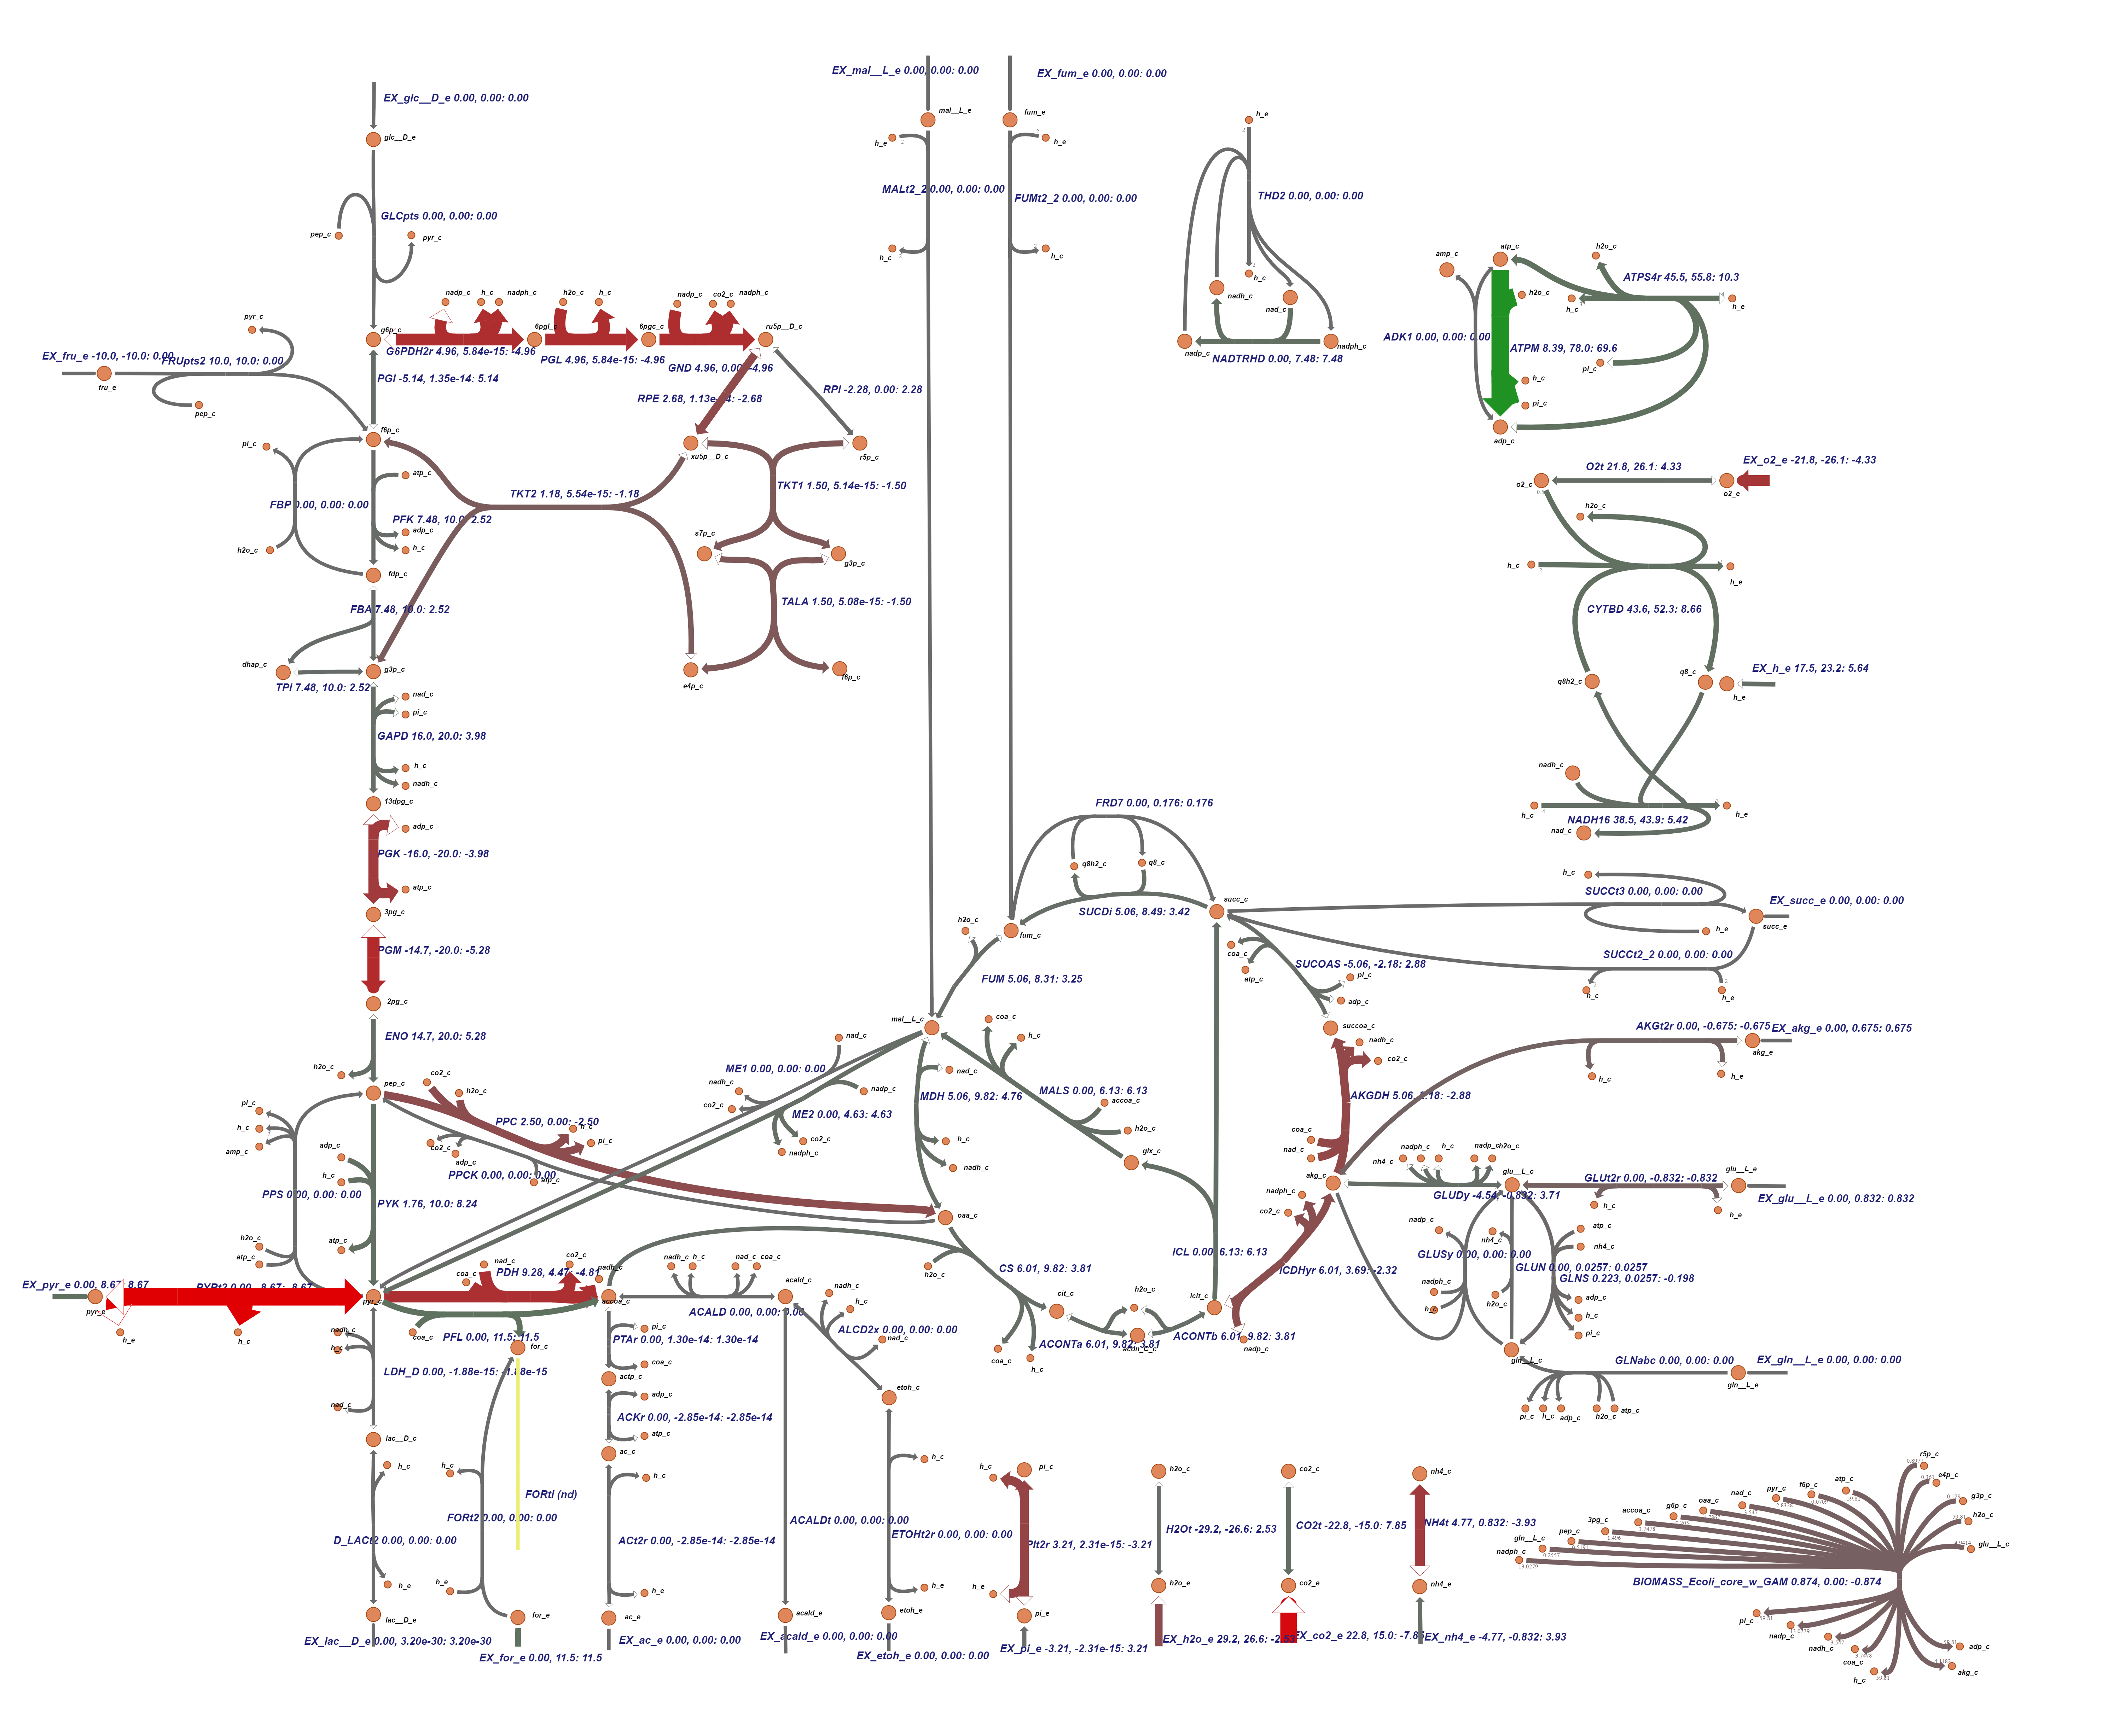 EX_mal__L_e 0.00, 0.00: 0.00
EX_fum_e 0.00, 0.00: 0.00
EX_glc__D_e 0.00, 0.00: 0.00
mal__L_e
fum_e
h_e
glc__D_e
h_e
h_e
MALt2_2 0.00, 0.00: 0.00
FUMt2_2 0.00, 0.00: 0.00
THD2 0.00, 0.00: 0.00
GLCpts 0.00, 0.00: 0.00
pep_c
pyr_c
h_c
h_c
h_c
nadh_c
nad_c
nadp_c
nadph_c
NADTRHD 0.00, 7.48: 7.48
amp_c
atp_c
h2o_c
ATPS4r 45.5, 55.8: 10.3
h2o_c
h_c
h_e
ADK1 0.00, 0.00: 0.00
ATPM 8.39, 78.0: 69.6
pi_c
h_c
pi_c
adp_c
nadp_c
h_c
nadph_c
h2o_c
h_c
nadp_c
co2_c
nadph_c
g6p_c
6pgl_c
6pgc_c
ru5p__D_c
G6PDH2r 4.96, 5.84e-15: -4.96
PGL 4.96, 5.84e-15: -4.96
GND 4.96, 0.00: -4.96
pyr_c
EX_fru_e -10.0, -10.0: 0.00
FRUpts2 10.0, 10.0: 0.00
fru_e
pep_c
PGI -5.14, 1.35e-14: 5.14
RPE 2.68, 1.13e-14: -2.68
RPI -2.28, 0.00: 2.28
f6p_c
pi_c
xu5p__D_c
r5p_c
atp_c
TKT2 1.18, 5.54e-15: -1.18
TKT1 1.50, 5.14e-15: -1.50
FBP 0.00, 0.00: 0.00
PFK 7.48, 10.0: 2.52
adp_c
h_c
h2o_c
s7p_c
g3p_c
fdp_c
FBA 7.48, 10.0: 2.52
TALA 1.50, 5.08e-15: -1.50
dhap_c
g3p_c
TPI 7.48, 10.0: 2.52
e4p_c
f6p_c
O2t 21.8, 26.1: 4.33
EX_o2_e -21.8, -26.1: -4.33
o2_c
o2_e
h2o_c
h_c
h_e
CYTBD 43.6, 52.3: 8.66
q8h2_c
q8_c
EX_h_e 17.5, 23.2: 5.64
h_e
nad_c
pi_c
GAPD 16.0, 20.0: 3.98
h_c
nadh_c
13dpg_c
nadh_c
h_c
h_e
NADH16 38.5, 43.9: 5.42
nad_c
adp_c
PGK -16.0, -20.0: -3.98
atp_c
3pg_c
PGM -14.7, -20.0: -5.28
2pg_c
ENO 14.7, 20.0: 5.28
h2o_c
pep_c
FRD7 0.00, 0.176: 0.176
q8h2_c
q8_c
SUCDi 5.06, 8.49: 3.42
succ_c
h2o_c
fum_c
FUM 5.06, 8.31: 3.25
h_c
SUCCt3 0.00, 0.00: 0.00
EX_succ_e 0.00, 0.00: 0.00
succ_e
h_e
SUCCt2_2 0.00, 0.00: 0.00
h_c
h_e
coa_c
atp_c
SUCOAS -5.06, -2.18: 2.88
pi_c
adp_c
succoa_c
nadh_c
co2_c
AKGt2r 0.00, -0.675: -0.675
EX_akg_e 0.00, 0.675: 0.675
akg_e
h_c
h_e
mal__L_c
coa_c
h_c
nad_c
ME1 0.00, 0.00: 0.00
nadh_c
co2_c
nadp_c
ME2 0.00, 4.63: 4.63
co2_c
nadph_c
nad_c
MDH 5.06, 9.82: 4.76
MALS 0.00, 6.13: 6.13
accoa_c
h2o_c
h_c
nadh_c
glx_c
AKGDH 5.06, 2.18: -2.88
coa_c
nad_c
akg_c
co2_c
h2o_c
PPC 2.50, 0.00: -2.50
h_c
pi_c
co2_c
adp_c
PPCK 0.00, 0.00: 0.00
atp_c
pi_c
h_c
amp_c
adp_c
h_c
PPS 0.00, 0.00: 0.00
PYK 1.76, 10.0: 8.24
h2o_c
atp_c
atp_c
oaa_c
nadph_c
co2_c
nh4_c
nadph_c
h_c
nadp_c
h2o_c
glu__L_c
GLUDy -4.54, -0.832: 3.71
GLUt2r 0.00, -0.832: -0.832
glu__L_e
EX_glu__L_e 0.00, 0.832: 0.832
h_c
h_e
nadp_c
nh4_c
atp_c
nh4_c
GLUSy 0.00, 0.00: 0.00
GLUN 0.00, 0.0257: 0.0257
GLNS 0.223, 0.0257: -0.198
nadph_c
h_c
h2o_c
adp_c
h_c
pi_c
gln__L_c
GLNabc 0.00, 0.00: 0.00
EX_gln__L_e 0.00, 0.00: 0.00
gln__L_e
pi_c
h_c
adp_c
h2o_c
atp_c
EX_pyr_e 0.00, 8.67: 8.67
PYRt2 0.00, -8.67: -8.67
pyr_e
h_e
h_c
pyr_c
coa_c
nad_c
PDH 9.28, 4.47: -4.81
co2_c
nadh_c
accoa_c
nadh_c
h_c
nad_c
coa_c
ACALD 0.00, 0.00: 0.00
acald_c
h2o_c
CS 6.01, 9.82: 3.81
cit_c
coa_c
h_c
h2o_c
ACONTa 6.01, 9.82: 3.81
acon_C_c
ACONTb 6.01, 9.82: 3.81
icit_c
ICL 0.00, 6.13: 6.13
ICDHyr 6.01, 3.69: -2.32
nadp_c
nadh_c
h_c
coa_c
PFL 0.00, 11.5: 11.5
for_c
LDH_D 0.00, -1.88e-15: -1.88e-15
nad_c
lac__D_c
PTAr 0.00, 1.30e-14: 1.30e-14
pi_c
coa_c
actp_c
adp_c
ACKr 0.00, -2.85e-14: -2.85e-14
atp_c
ac_c
nadh_c
h_c
ALCD2x 0.00, 0.00: 0.00
nad_c
etoh_c
h_c
D_LACt2 0.00, 0.00: 0.00
h_e
lac__D_e
EX_lac__D_e 0.00, 3.20e-30: 3.20e-30
h_c
FORti (nd)
FORt2 0.00, 0.00: 0.00
h_e
for_e
EX_for_e 0.00, 11.5: 11.5
h_c
ACt2r 0.00, -2.85e-14: -2.85e-14
h_e
ac_e
EX_ac_e 0.00, 0.00: 0.00
ACALDt 0.00, 0.00: 0.00
acald_e
EX_acald_e 0.00, 0.00: 0.00
h_c
ETOHt2r 0.00, 0.00: 0.00
h_e
etoh_e
EX_etoh_e 0.00, 0.00: 0.00
h_c
pi_c
PIt2r 3.21, 2.31e-15: -3.21
h_e
pi_e
EX_pi_e -3.21, -2.31e-15: 3.21
h2o_c
H2Ot -29.2, -26.6: 2.53
h2o_e
EX_h2o_e 29.2, 26.6: -2.53
co2_c
CO2t -22.8, -15.0: 7.85
co2_e
EX_co2_e 22.8, 15.0: -7.85
nh4_c
NH4t 4.77, 0.832: -3.93
nh4_e
EX_nh4_e -4.77, -0.832: 3.93
r5p_c
e4p_c
g3p_c
h2o_c
glu__L_c
atp_c
f6p_c
pyr_c
nad_c
oaa_c
g6p_c
accoa_c
3pg_c
pep_c
gln__L_c
nadph_c
BIOMASS_Ecoli_core_w_GAM 0.874, 0.00: -0.874
pi_c
nadp_c
nadh_c
coa_c
h_c
adp_c
akg_c